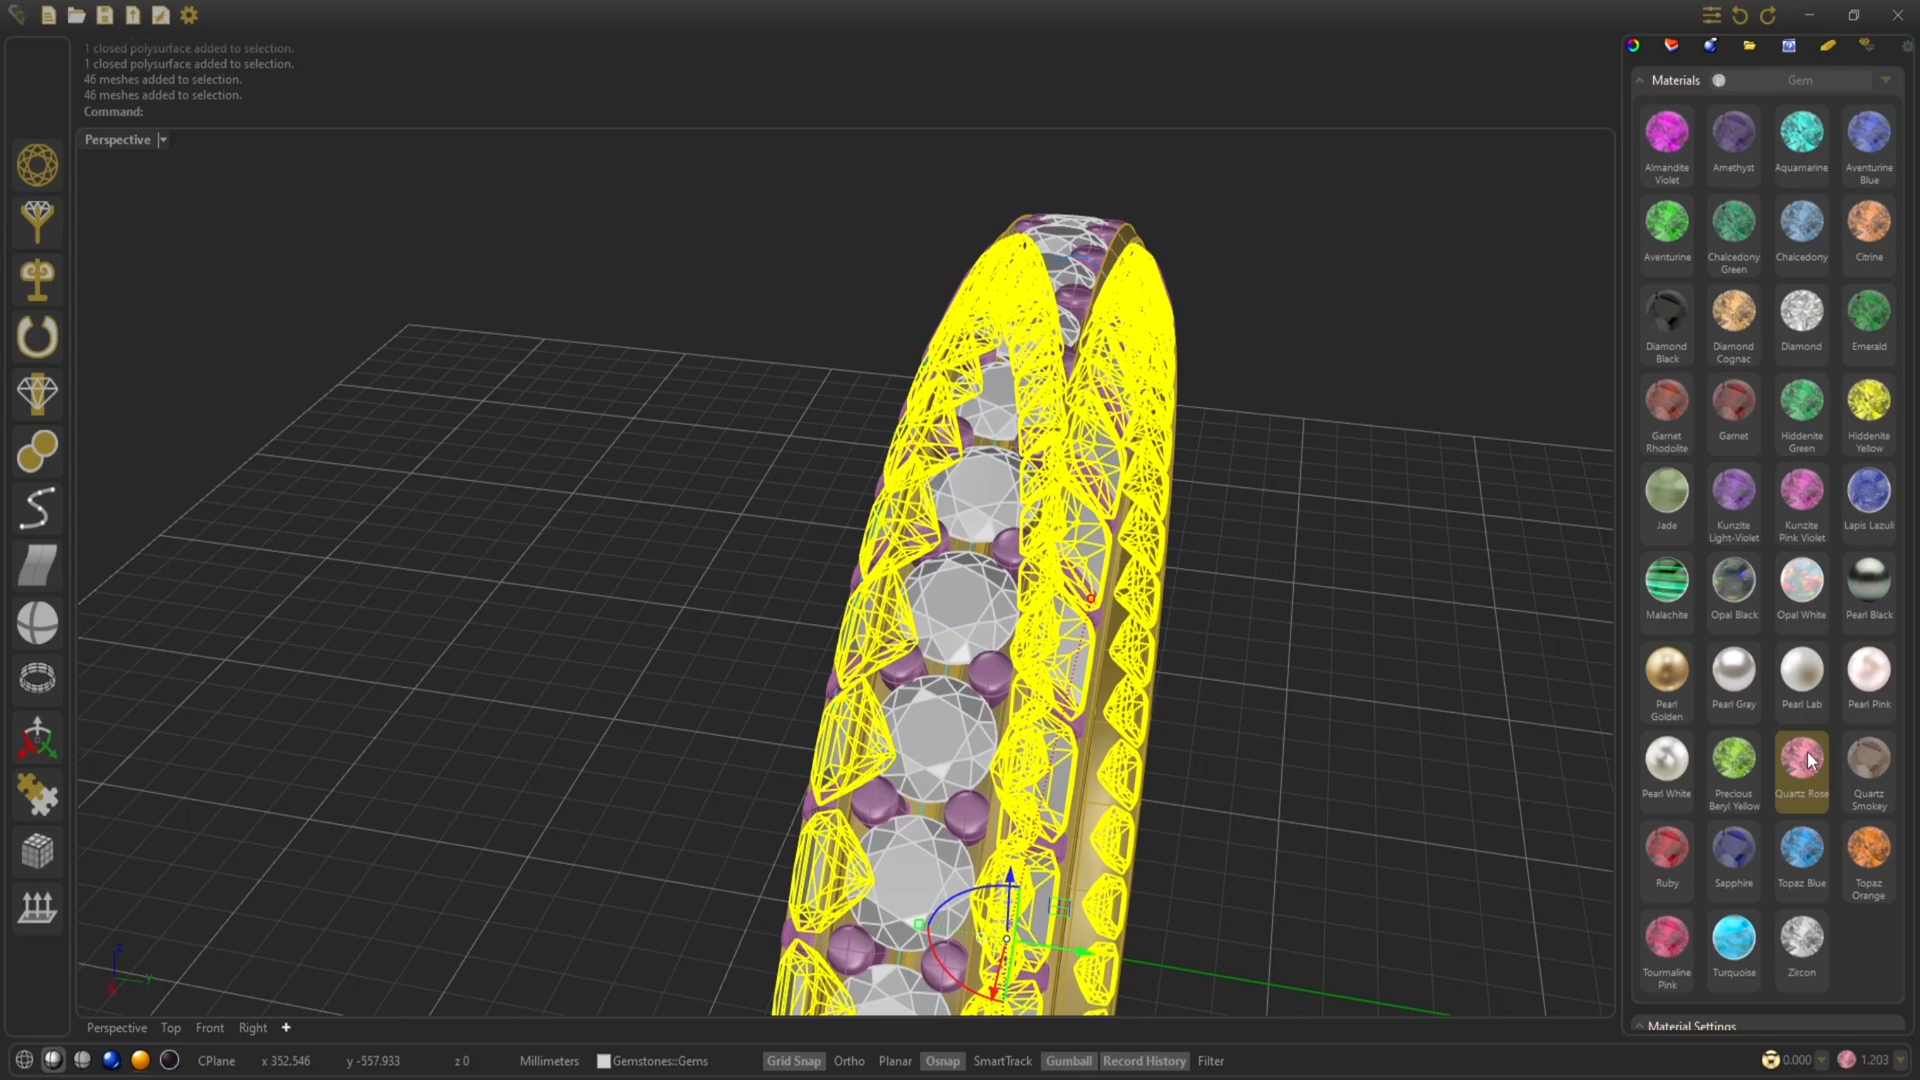 1 closed polysurface added to selection.
1 closed polysurface added to selection.
46 meshes added to selection.
46 meshes added to selection.
Command:
Perspective
Materials
Gem
Almandite Violet
Amethyst
Aquamarine
Aventurine Blue
Aventurine
Chalcedony Green
Chalcedony
Citrine
Diamond Black
Diamond Cognac
Diamond
Emerald
Garnet Rhodolite
Garnet
Hiddenite Green
Hiddenite Yellow
Jade
Kunzite Light-Violet
Kunzite Pink Violet
Lapis Lazuli
Malachite
Opal Black
Opal White
Pearl Black
Pearl Golden
Pearl Gray
Pearl Lab
Pearl Pink
Pearl White
Precious Beryl Yellow
Quartz Rose
Quartz Smokey
Ruby
Sapphire
Topaz Blue
Topaz Orange
Tourmaline Pink
Turquoise
Zircon
Material Settings
z
y
Perspective Top Front Right
CPlane x 352.546 y -557.933 z 0 Millimeters Gemstones::Gems Grid Snap Ortho Planar Osnap SmartTrack Gumball Record History Filter 0.000 1.203